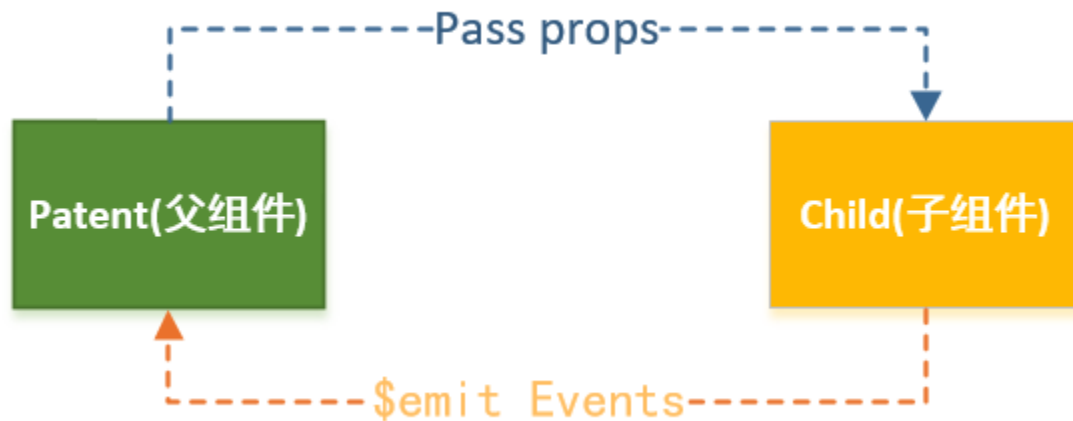 Pass props
Patent(父组件)
Child(子组件)
$emit Events